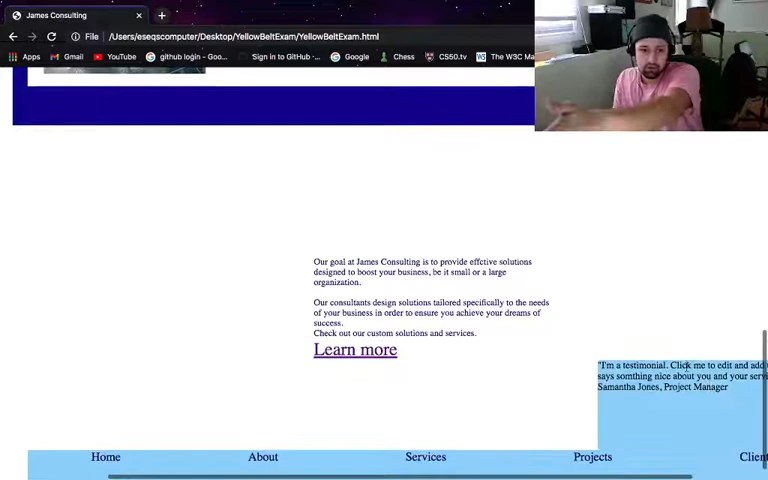 James Consulting
File
/Users/eseqscomputer/Desktop/YellowBeltExam/YellowBeltExam.html
Apps
Gmail
YouTube
github login - Goo...
Sign in to GitHub ·...
Google
Chess
CS50.tv
The W3C Ma
Our goal at James Consulting is to provide effctive solutions
designed to boost your business, be it small or a large
organization.
Our consultants design solutions tailored specifically to the needs
of your business in order to ensure you achieve your dreams of
success.
Check out our custom solutions and services.
Learn more
"I'm a testimonial. Click me to edit and add
says somthing nice about you and your servi
Samantha Jones, Project Manager
Home
About
Services
Projects
Client